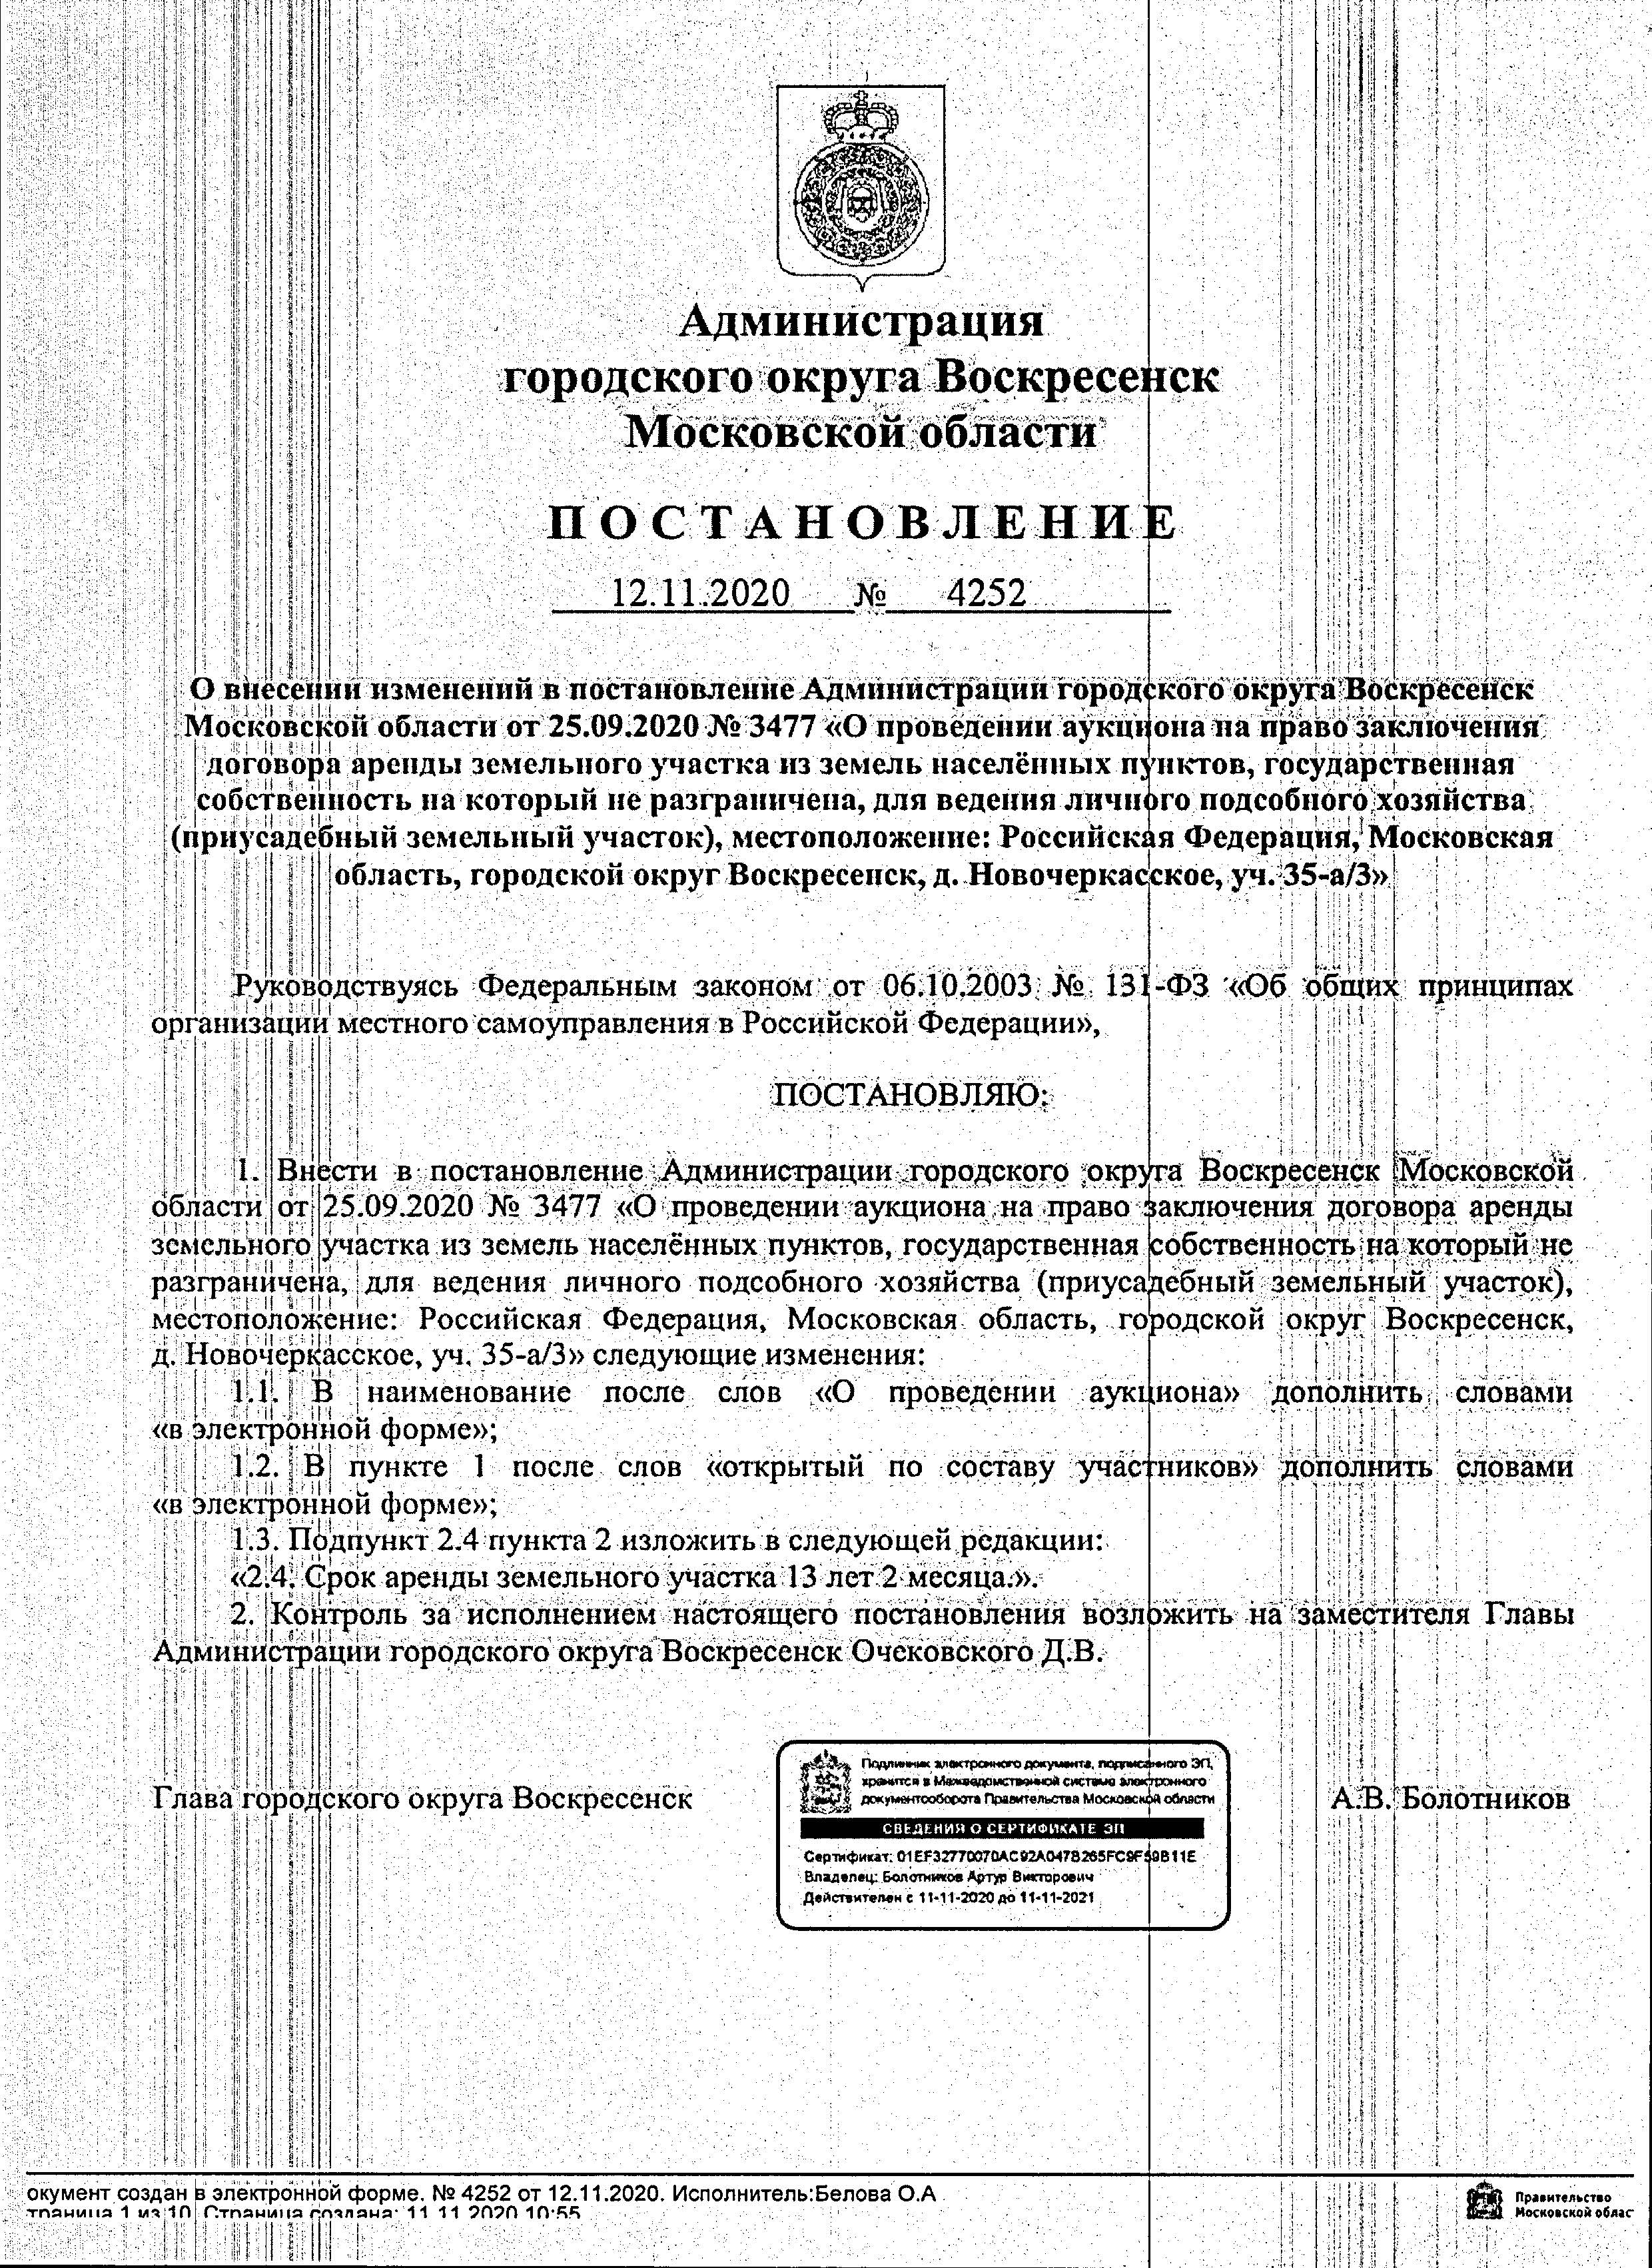 Администрация
городского округа Воскресенск
Московской области
ПОСТАНОВЛЕНИЕ
12.11.2020 № 4252
О внесении изменений в постановление Администрации городского округа Воскресенск
Московской области от 25.09.2020 № 3477 «О проведении аукциона на право заключения
договора аренды земельного участка из земель населённых пунктов, государственная
собственность на который не разграничена, для ведения личного подсобного хозяйства
(приусадебный земельный участок), местоположение: Российская Федерация, Московская
область, городской округ Воскресенск, д. Новочеркасское, уч. 35-а/3»
Руководствуясь Федеральным законом от 06.10.2003 № 131-ФЗ «Об общих принципах
организации местного самоуправления в Российской Федерации»,
ПОСТАНОВЛЯЮ:
1. Внести в постановление Администрации городского округа Воскресенск Московской
области от 25.09.2020 № 3477 «О проведении аукциона на право заключения договора аренды
земельного участка из земель населённых пунктов, государственная собственность на который не
разграничена, для ведения личного подсобного хозяйства (приусадебный земельный участок),
местоположение: Российская Федерация, Московская область, городской округ Воскресенск,
д. Новочеркасское, уч. 35-а/3» следующие изменения:
1.1. В наименование после слов «О проведении аукциона» дополнить словами
«в электронной форме»;
1.2. В пункте 1 после слов «открытый по составу участников» дополнить словами
«в электронной форме»;
1.3. Подпункт 2.4 пункта 2 изложить в следующей редакции:
«2.4. Срок аренды земельного участка 13 лет 2 месяца.».
2. Контроль за исполнением настоящего постановления возложить на заместителя Главы
Администрации городского округа Воскресенск Очековского Д.В.
Подлинник электронного документа, подписанного ЭП,
хранится в Межведомственной системе электронного
документооборота Правительства Московской области
Глава городского округа Воскресенск А.В. Болотников
СВЕДЕНИЯ О СЕРТИФИКАТЕ ЭП
Сертификат: 01EF32770070AC92A047B265FC9F59B11E
Владелец: Болотников Артур Викторович
Действителен с 11-11-2020 до 11-11-2021
окумент создан в электронной форме. № 4252 от 12.11.2020. Исполнитель:Белова О.А
траница 1 из 10. Страница создана: 11.11.2020 10:55
Правительство
Московской облас